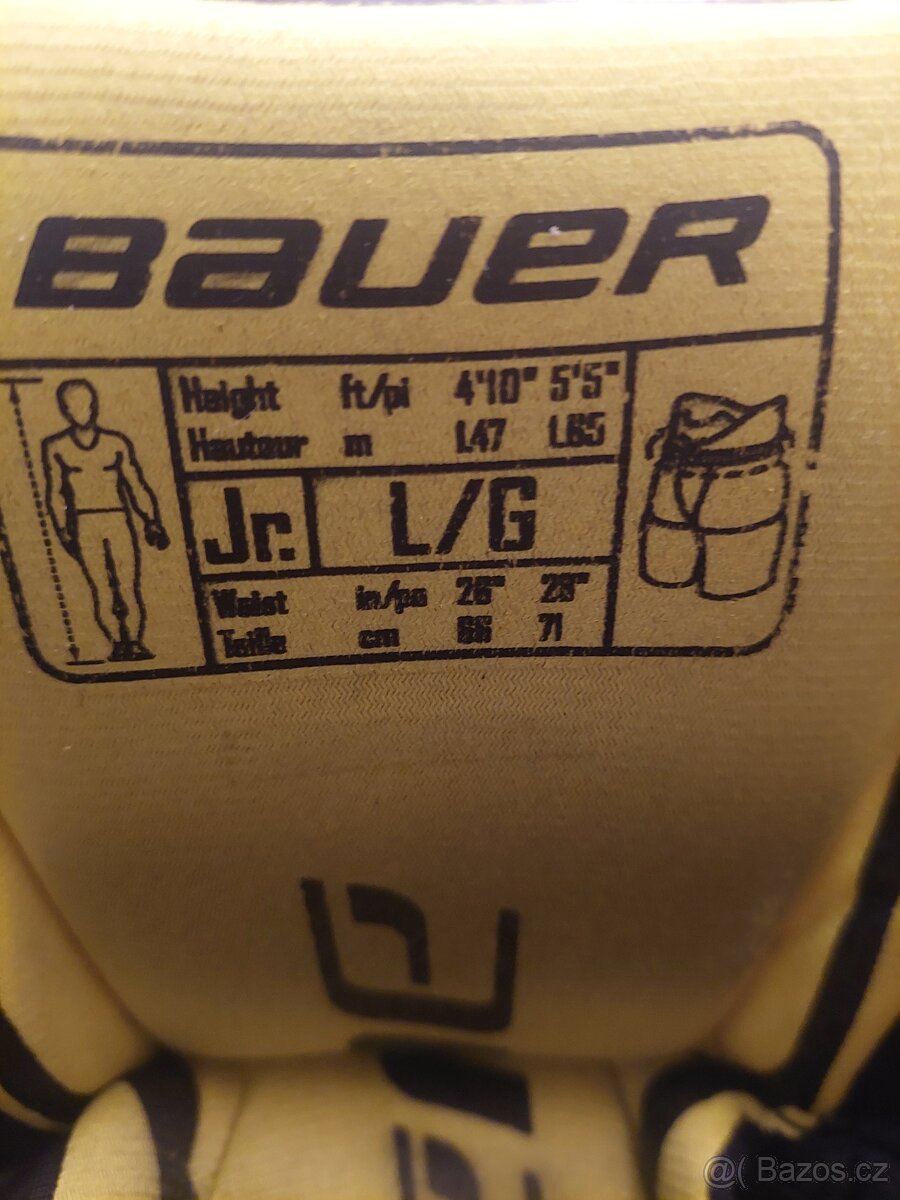 BAUER
Height ft/pi 4'10" 5'5"
Hauteur m 1.47 1.65
Jr. L/G
Waist in/po 26" 28"
Taille cm 66 71
@( Bazos.cz